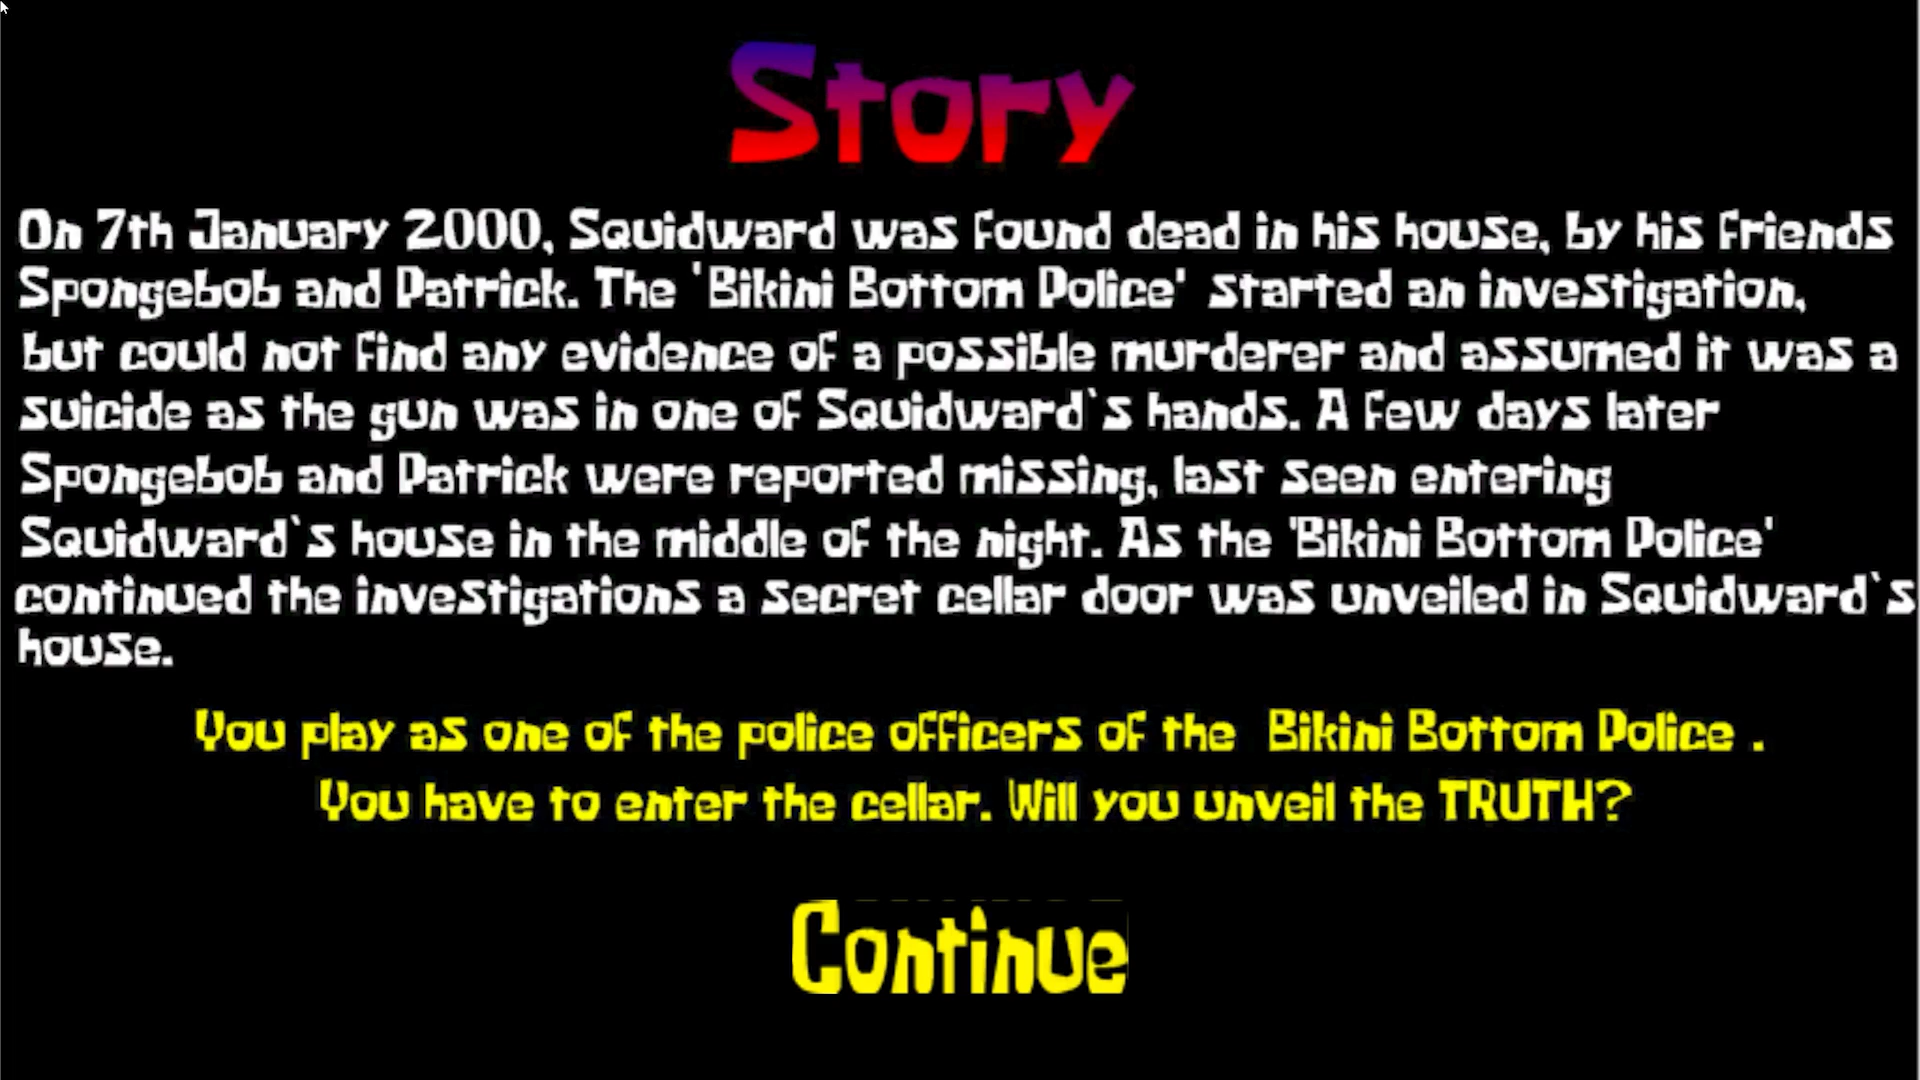 Story
On 7th January 2000, Squidward was found dead in his house, by his friends
Spongebob and Patrick. The 'Bikini Bottom Police' started an investigation,
but could not find any evidence of a possible murderer and assumed it was a
suicide as the gun was in one of Squidward`s hands. A few days later
Spongebob and Patrick were reported missing, last seen entering
Squidward`s house in the middle of the night. As the 'Bikini Bottom Police'
continued the investigations a secret cellar door was unveiled in Squidward`s
house.
You play as one of the police officers of the Bikini Bottom Police .
You have to enter the cellar. Will you unveil the TRUTH?
Continue